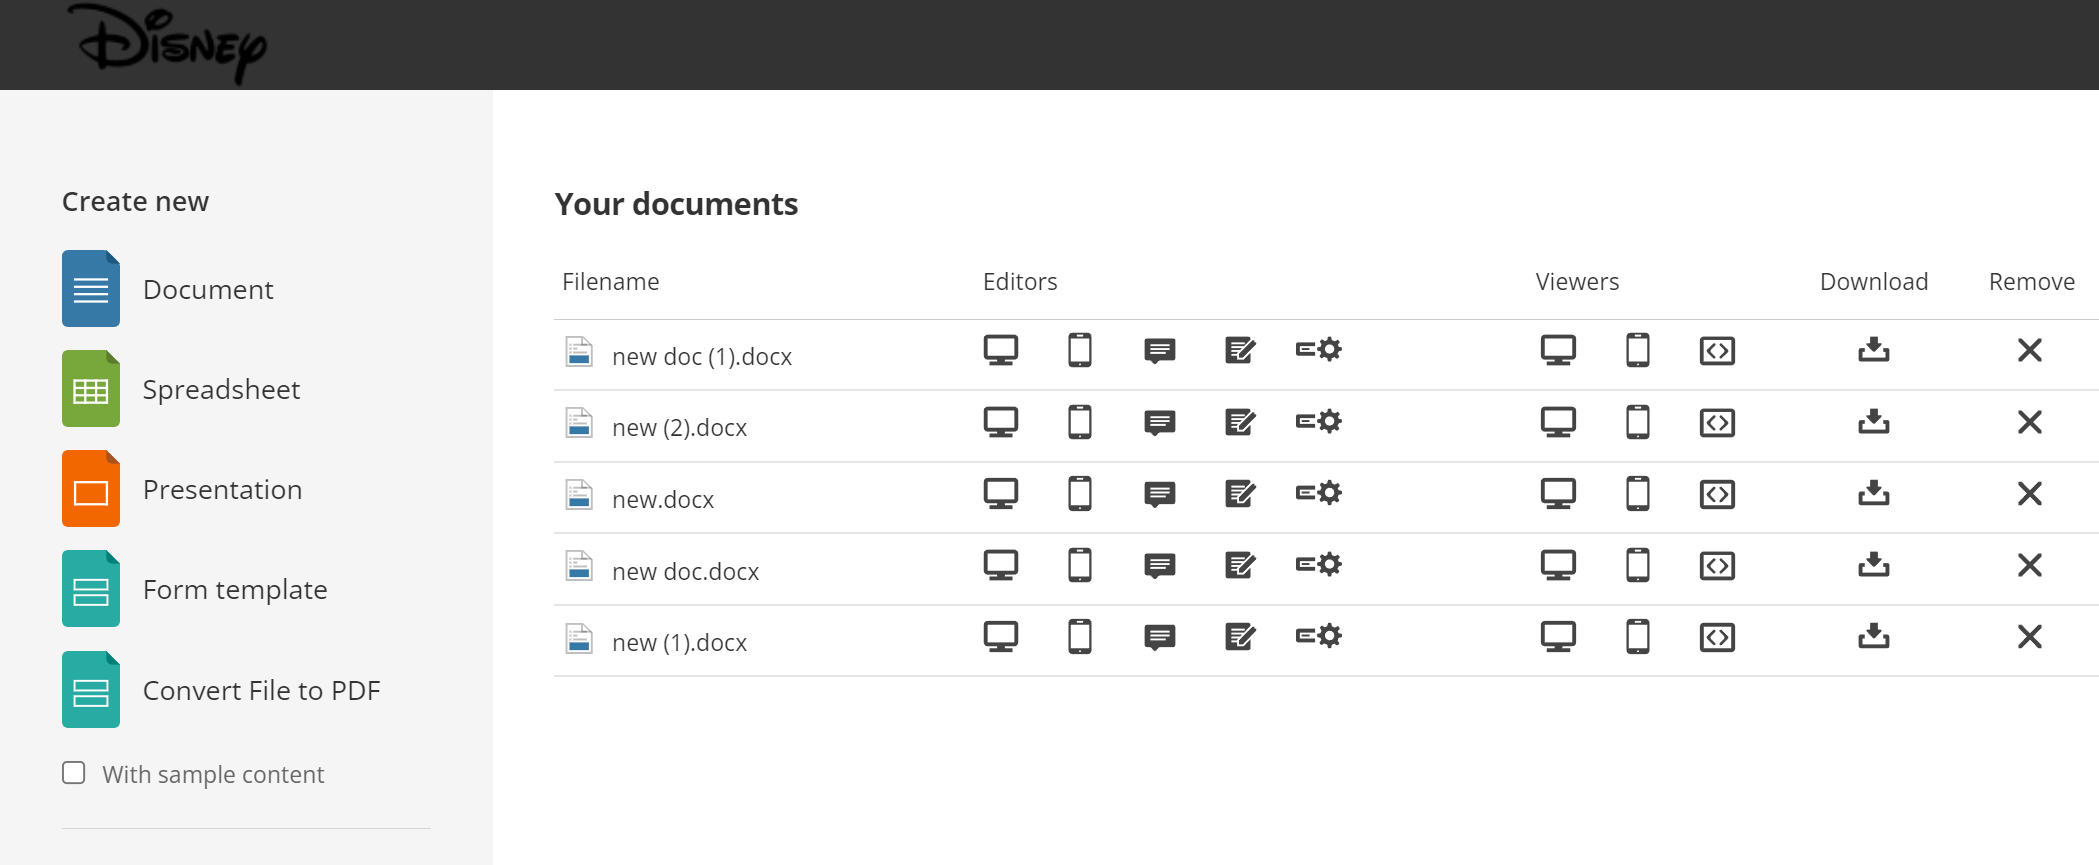 Disney
Create new
Document
Spreadsheet
Presentation
Form template
Convert File to PDF
With sample content
Your documents
Filename Editors Viewers Download Remove
new doc (1).docx
new (2).docx
new.docx
new doc.docx
new (1).docx